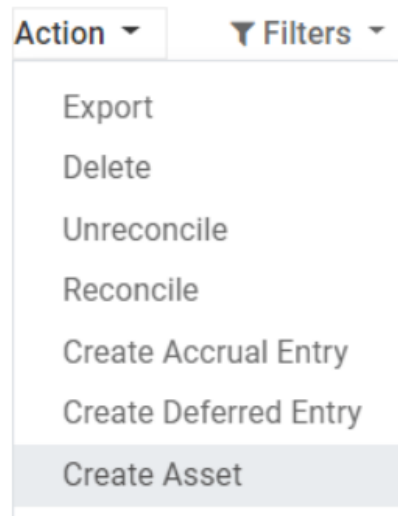 Action Filters
Export
Delete
Unreconcile
Reconcile
Create Accrual Entry
Create Deferred Entry
Create Asset